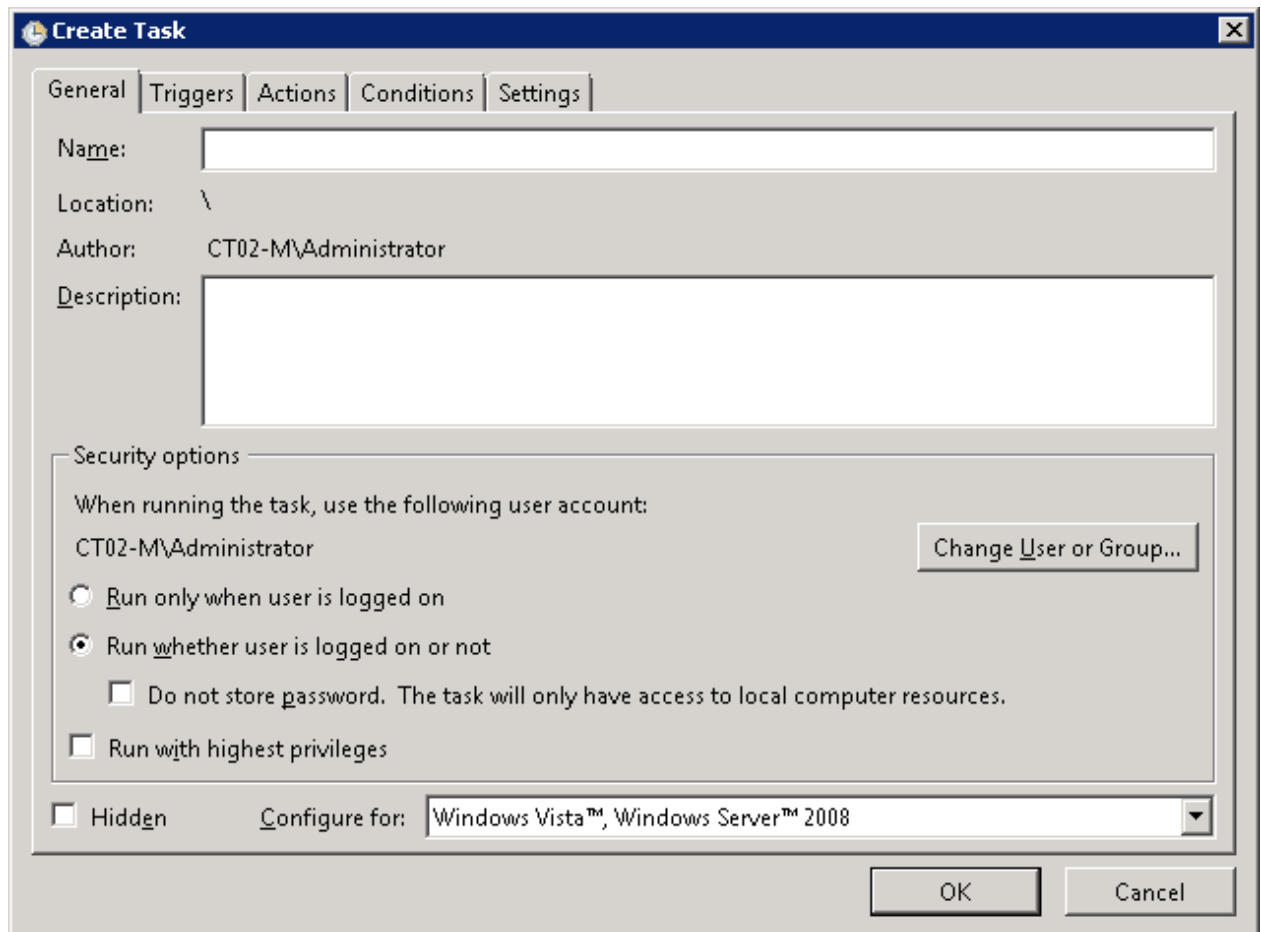 Create Task
General Triggers Actions Conditions Settings
Name:
Location: \
Author: CT02-M\Administrator
Description:
Security options
When running the task, use the following user account:
CT02-M\Administrator Change User or Group...
Run only when user is logged on
Run whether user is logged on or not
Do not store password. The task will only have access to local computer resources.
Run with highest privileges
Hidden Configure for: Windows Vista™, Windows Server™ 2008
OK Cancel